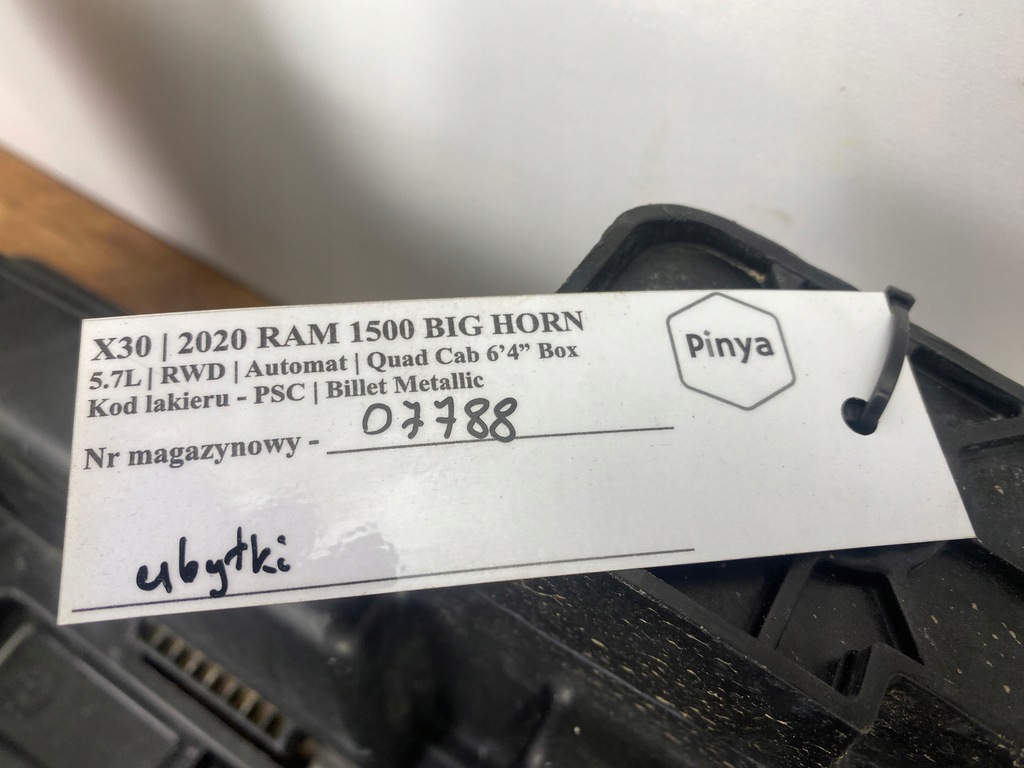 X30 | 2020 RAM 1500 BIG HORN
5.7L | RWD | Automat | Quad Cab 6’4” Box
Kod lakieru - PSC | Billet Metallic
Nr magazynowy - 07788
ubytki
Pinya